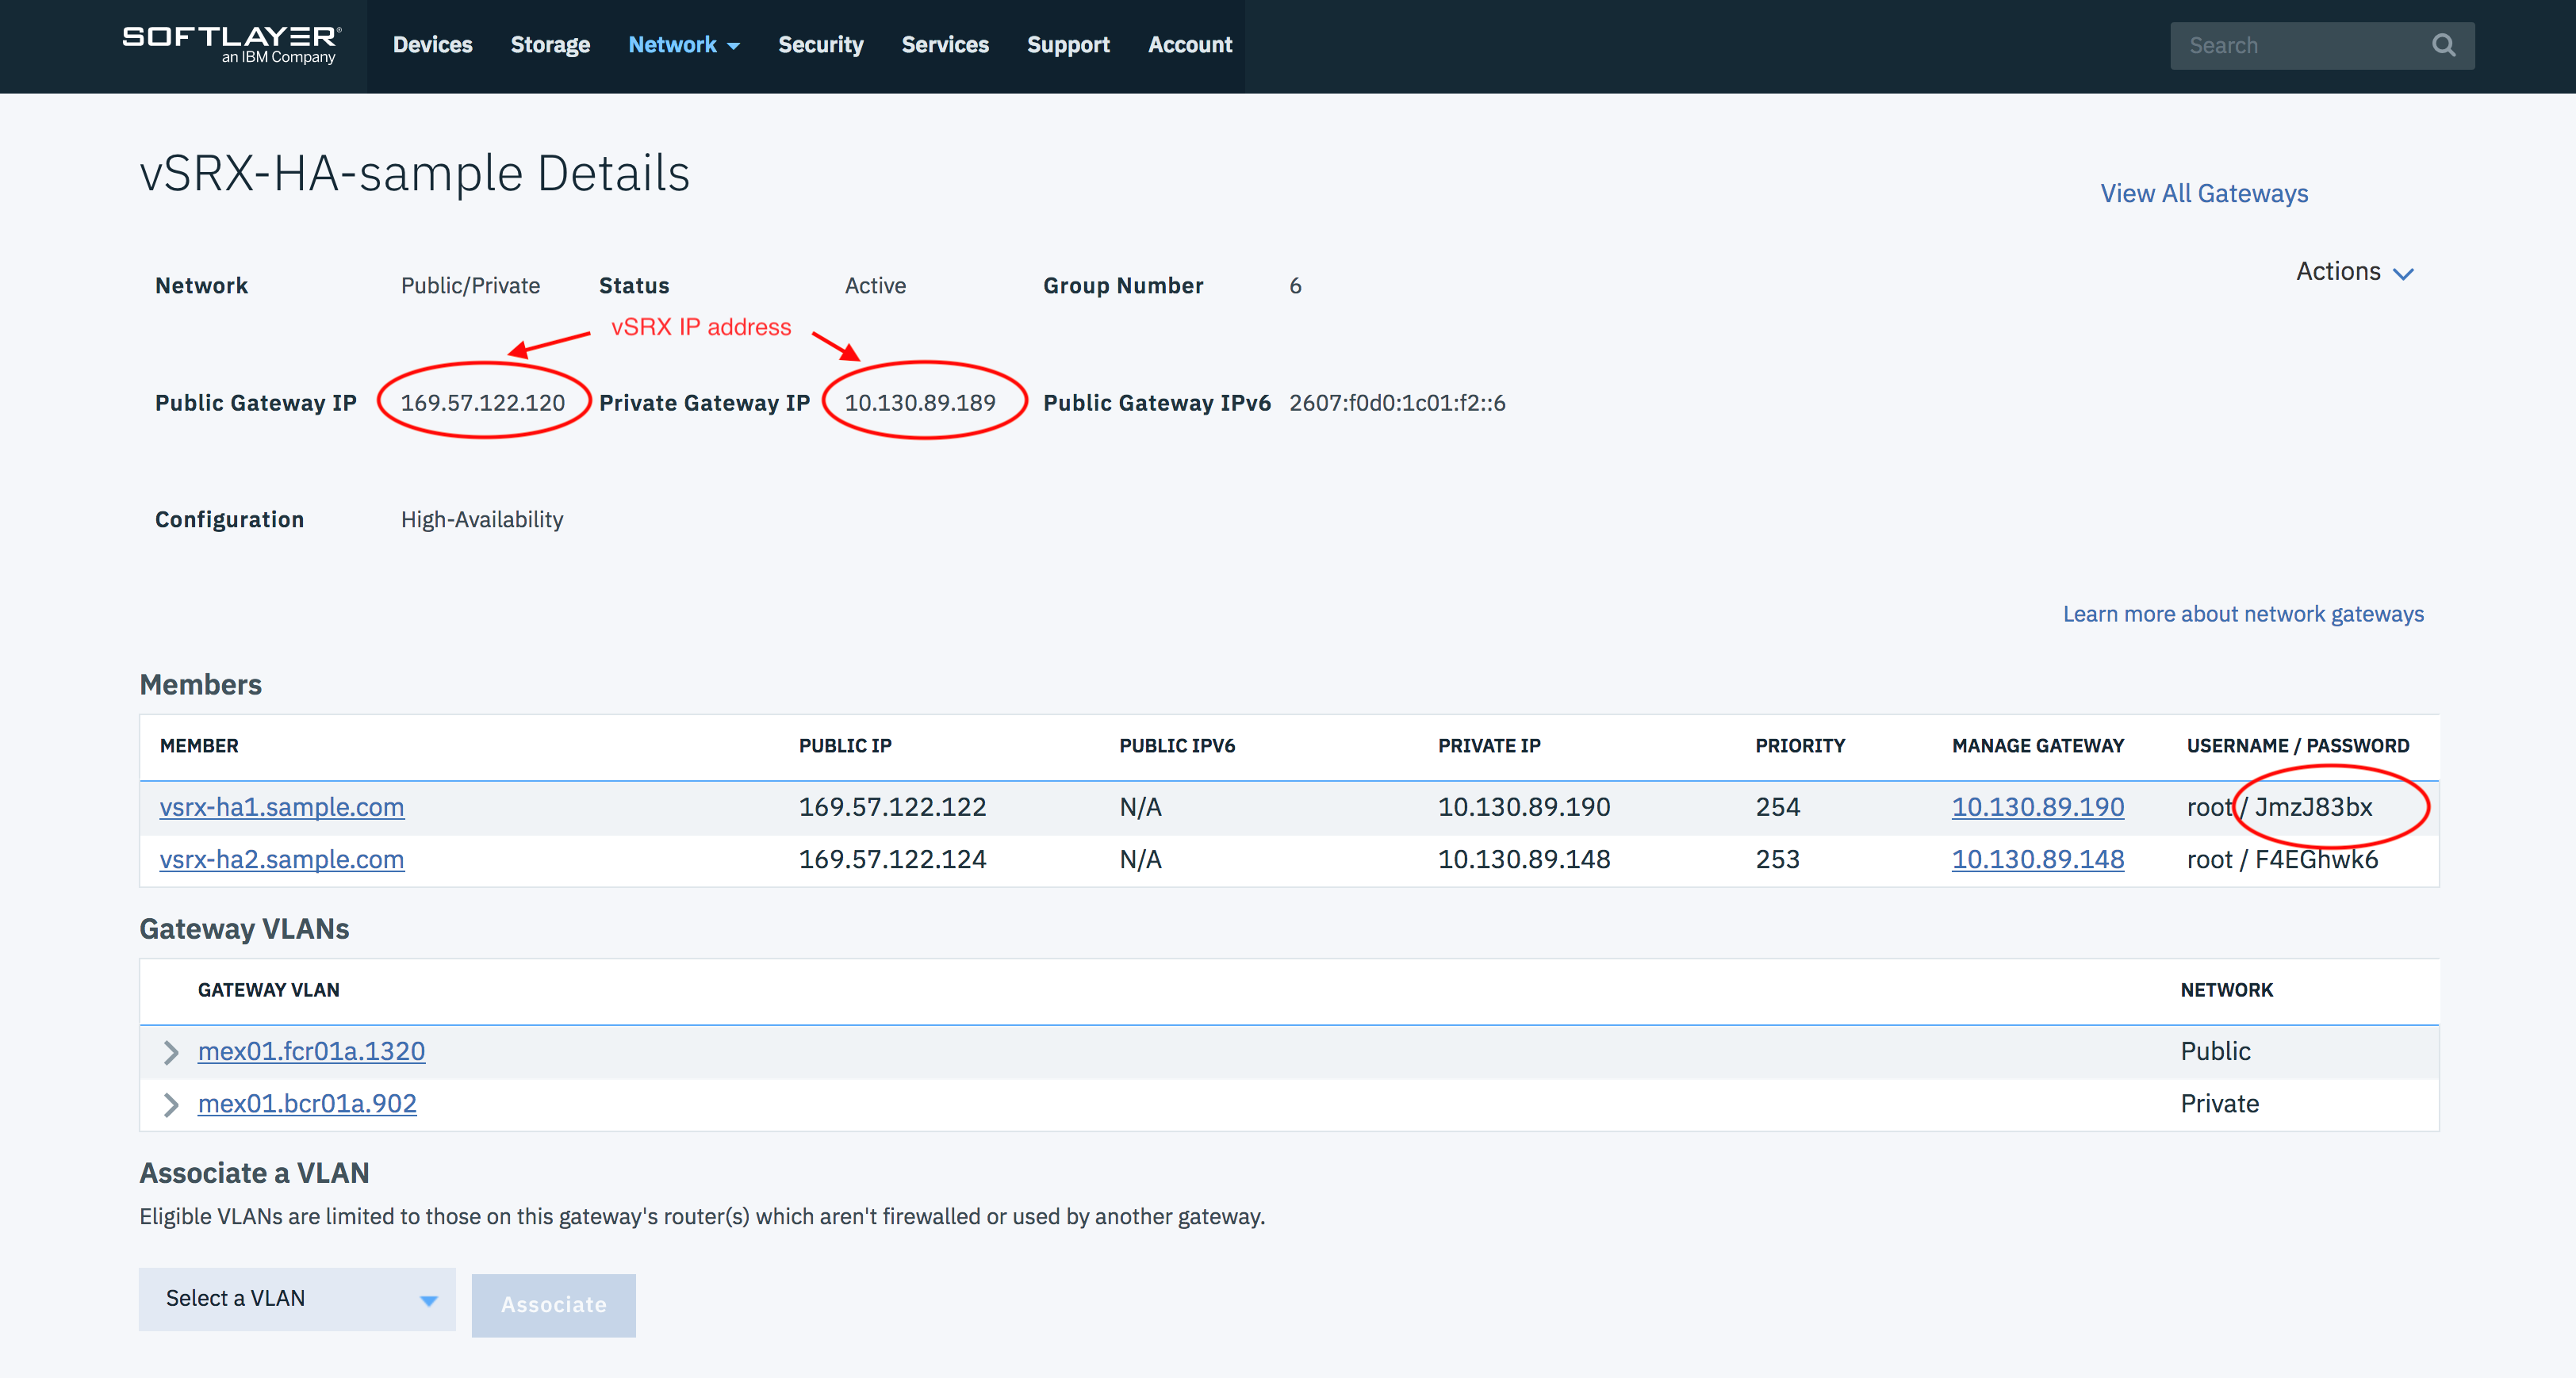 SOFTLAYER®
an IBM Company
Devices Storage Network Security Services Support Account
Search
vSRX-HA-sample Details
View All Gateways
Actions
Network Public/Private Status Active Group Number 6
vSRX IP address
Public Gateway IP 169.57.122.120 Private Gateway IP 10.130.89.189 Public Gateway IPv6 2607:f0d0:1c01:f2::6
Configuration High-Availability
Learn more about network gateways
Members
MEMBER PUBLIC IP PUBLIC IPV6 PRIVATE IP PRIORITY MANAGE GATEWAY USERNAME / PASSWORD
vsrx-ha1.sample.com 169.57.122.122 N/A 10.130.89.190 254 10.130.89.190 root / JmzJ83bx
vsrx-ha2.sample.com 169.57.122.124 N/A 10.130.89.148 253 10.130.89.148 root / F4EGhwk6
Gateway VLANs
GATEWAY VLAN NETWORK
mex01.fcr01a.1320 Public
mex01.bcr01a.902 Private
Associate a VLAN
Eligible VLANs are limited to those on this gateway's router(s) which aren't firewalled or used by another gateway.
Select a VLAN Associate